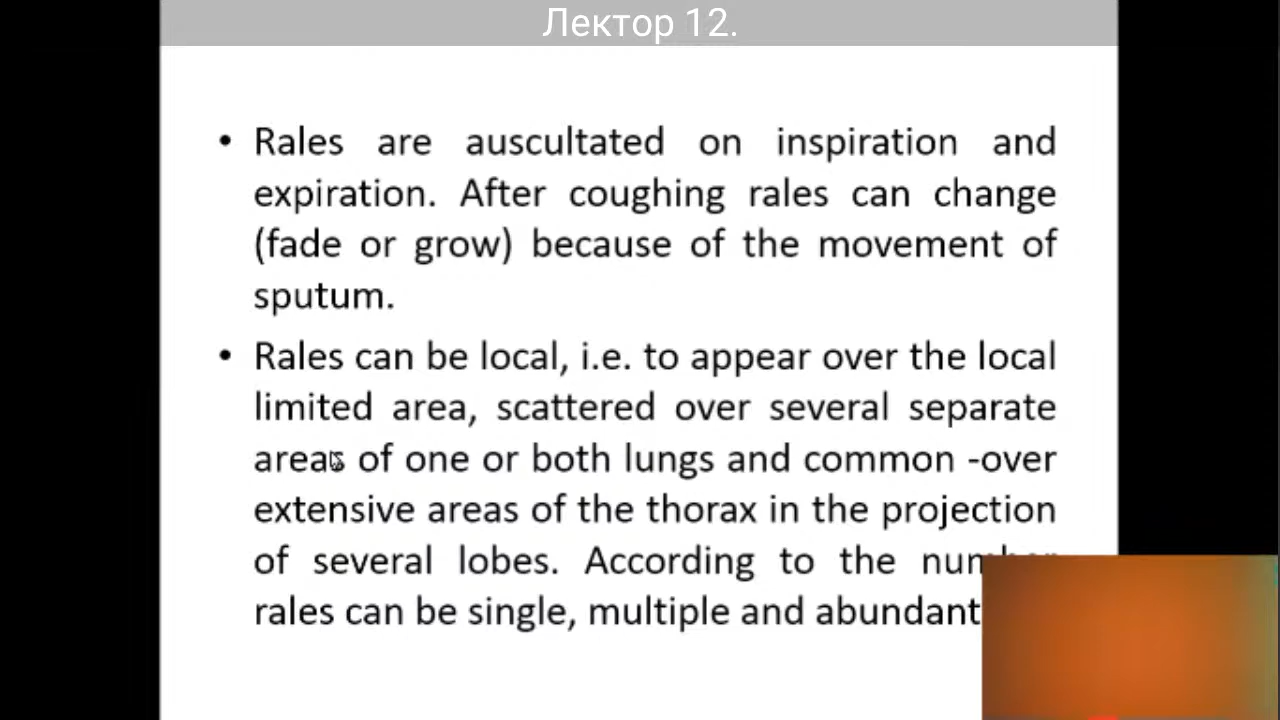 Лектор 12.
• Rales are auscultated on inspiration and
expiration. After coughing rales can change
(fade or grow) because of the movement of
sputum.
• Rales can be local, i.e. to appear over the local
limited area, scattered over several separate
areas of one or both lungs and common -over
extensive areas of the thorax in the projection
of several lobes. According to the number
rales can be single, multiple and abundant